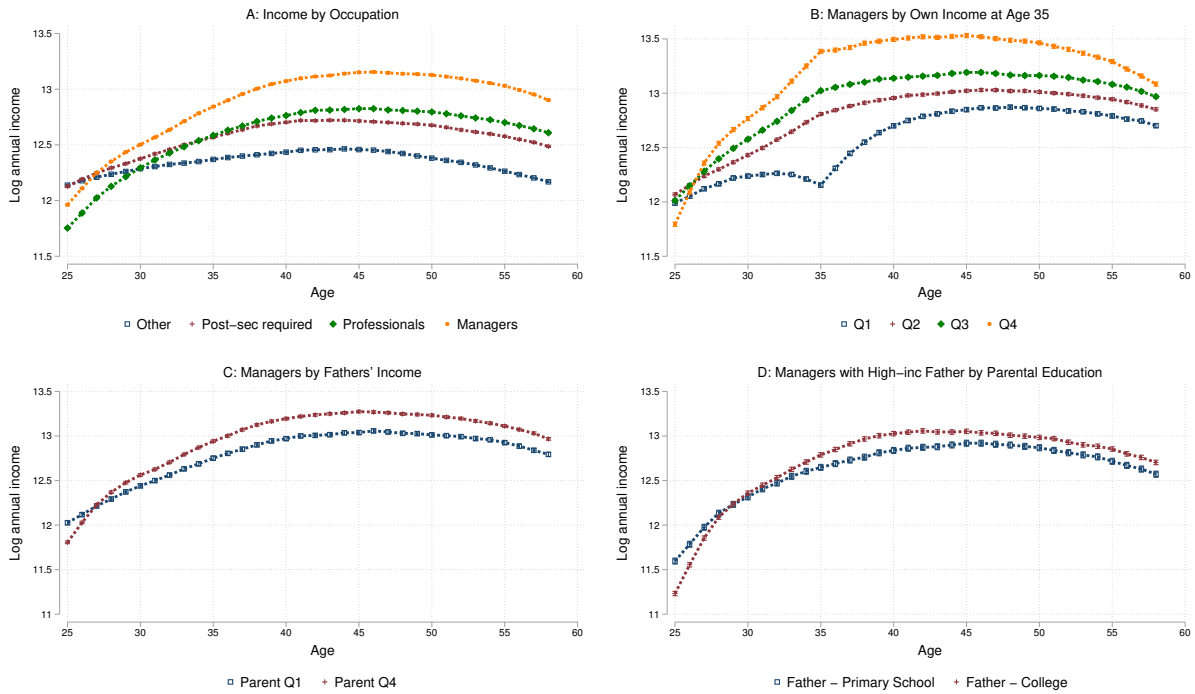 A: Income by Occupation
Log annual income
13.5
13
12.5
12
11.5
25 30 35 40 45 50 55 60
Age
Other Post-sec required Professionals Managers
B: Managers by Own Income at Age 35
Log annual income
13.5
13
12.5
12
11.5
25 30 35 40 45 50 55 60
Age
Q1 Q2 Q3 Q4
C: Managers by Fathers' Income
Log annual income
13.5
13
12.5
12
11.5
11
25 30 35 40 45 50 55 60
Age
Parent Q1 Parent Q4
D: Managers with High−inc Father by Parental Education
Log annual income
13.5
13
12.5
12
11.5
11
25 30 35 40 45 50 55 60
Age
Father − Primary School Father − College